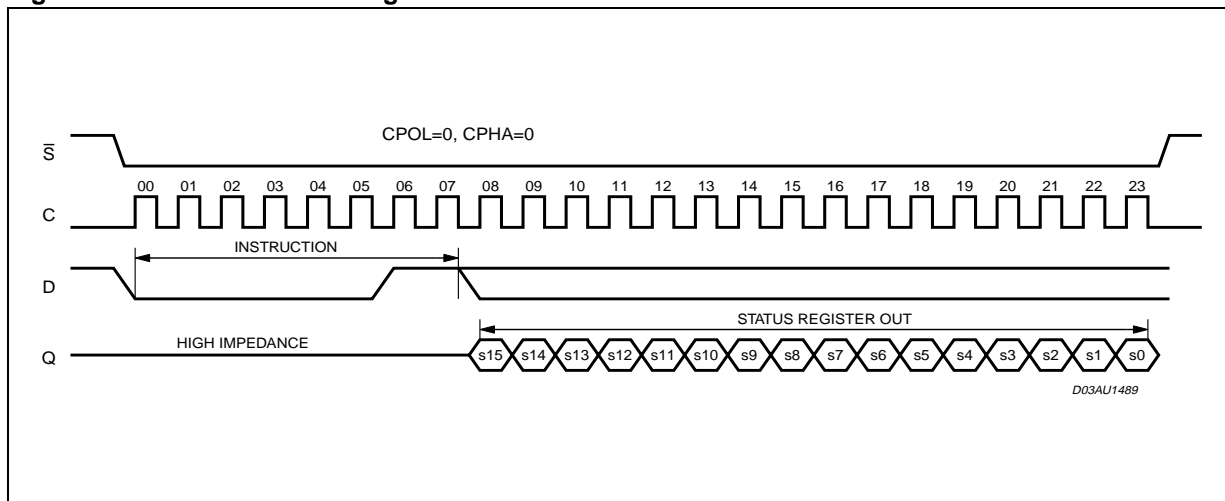 CPOL=0, CPHA=0
S̅
00 01 02 03 04 05 06 07 08 09 10 11 12 13 14 15 16 17 18 19 20 21 22 23
C
INSTRUCTION
D
STATUS REGISTER OUT
HIGH IMPEDANCE
Q
s15 s14 s13 s12 s11 s10 s9 s8 s7 s6 s5 s4 s3 s2 s1 s0
D03AU1489